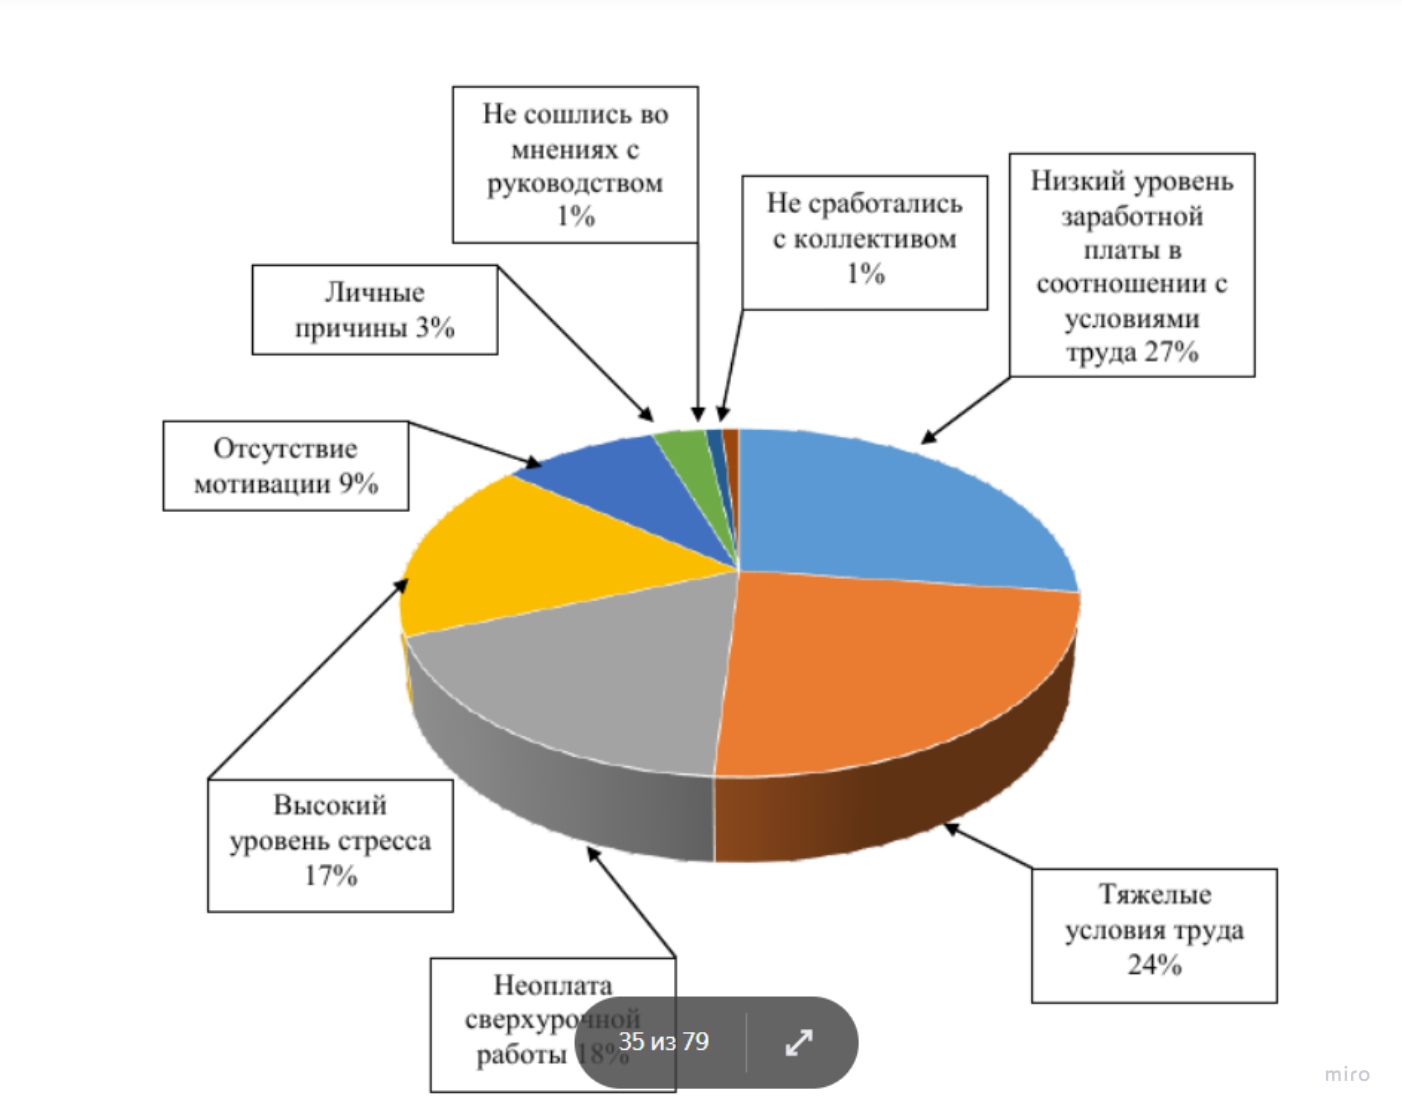 Не сошлись во
мнениях с
руководством
1%
Не сработались
с коллективом
1%
Низкий уровень
заработной
платы в
соотношении с
условиями
труда 27%
Личные
причины 3%
Отсутствие
мотивации 9%
Высокий
уровень стресса
17%
Тяжелые
условия труда
24%
Неоплата
сверхурочной
работы 18%
35 из 79
miro